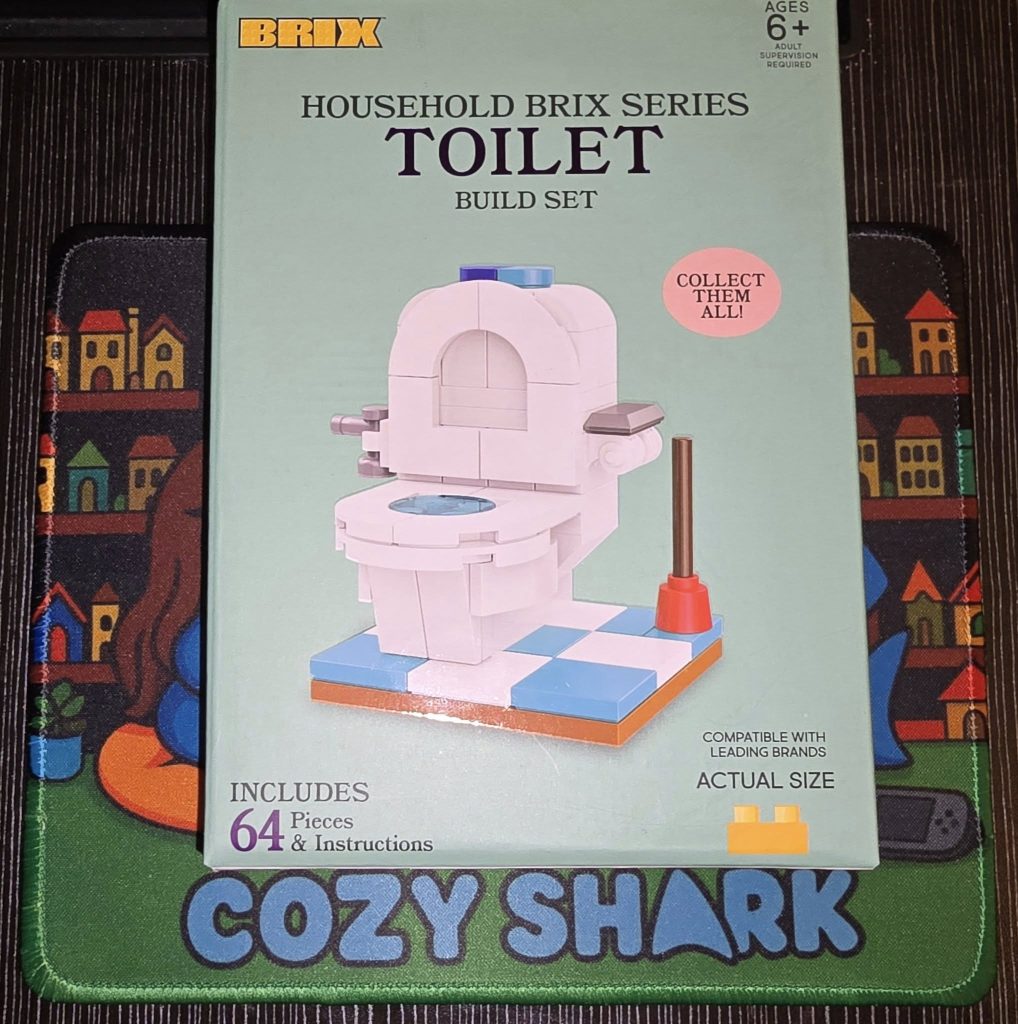 BRIX
AGES
6+
ADULT
SUPERVISION
REQUIRED
HOUSEHOLD BRIX SERIES
TOILET
BUILD SET
COLLECT
THEM
ALL!
COMPATIBLE WITH
LEADING BRANDS
ACTUAL SIZE
INCLUDES
64 Pieces
& Instructions
COZY SHARK